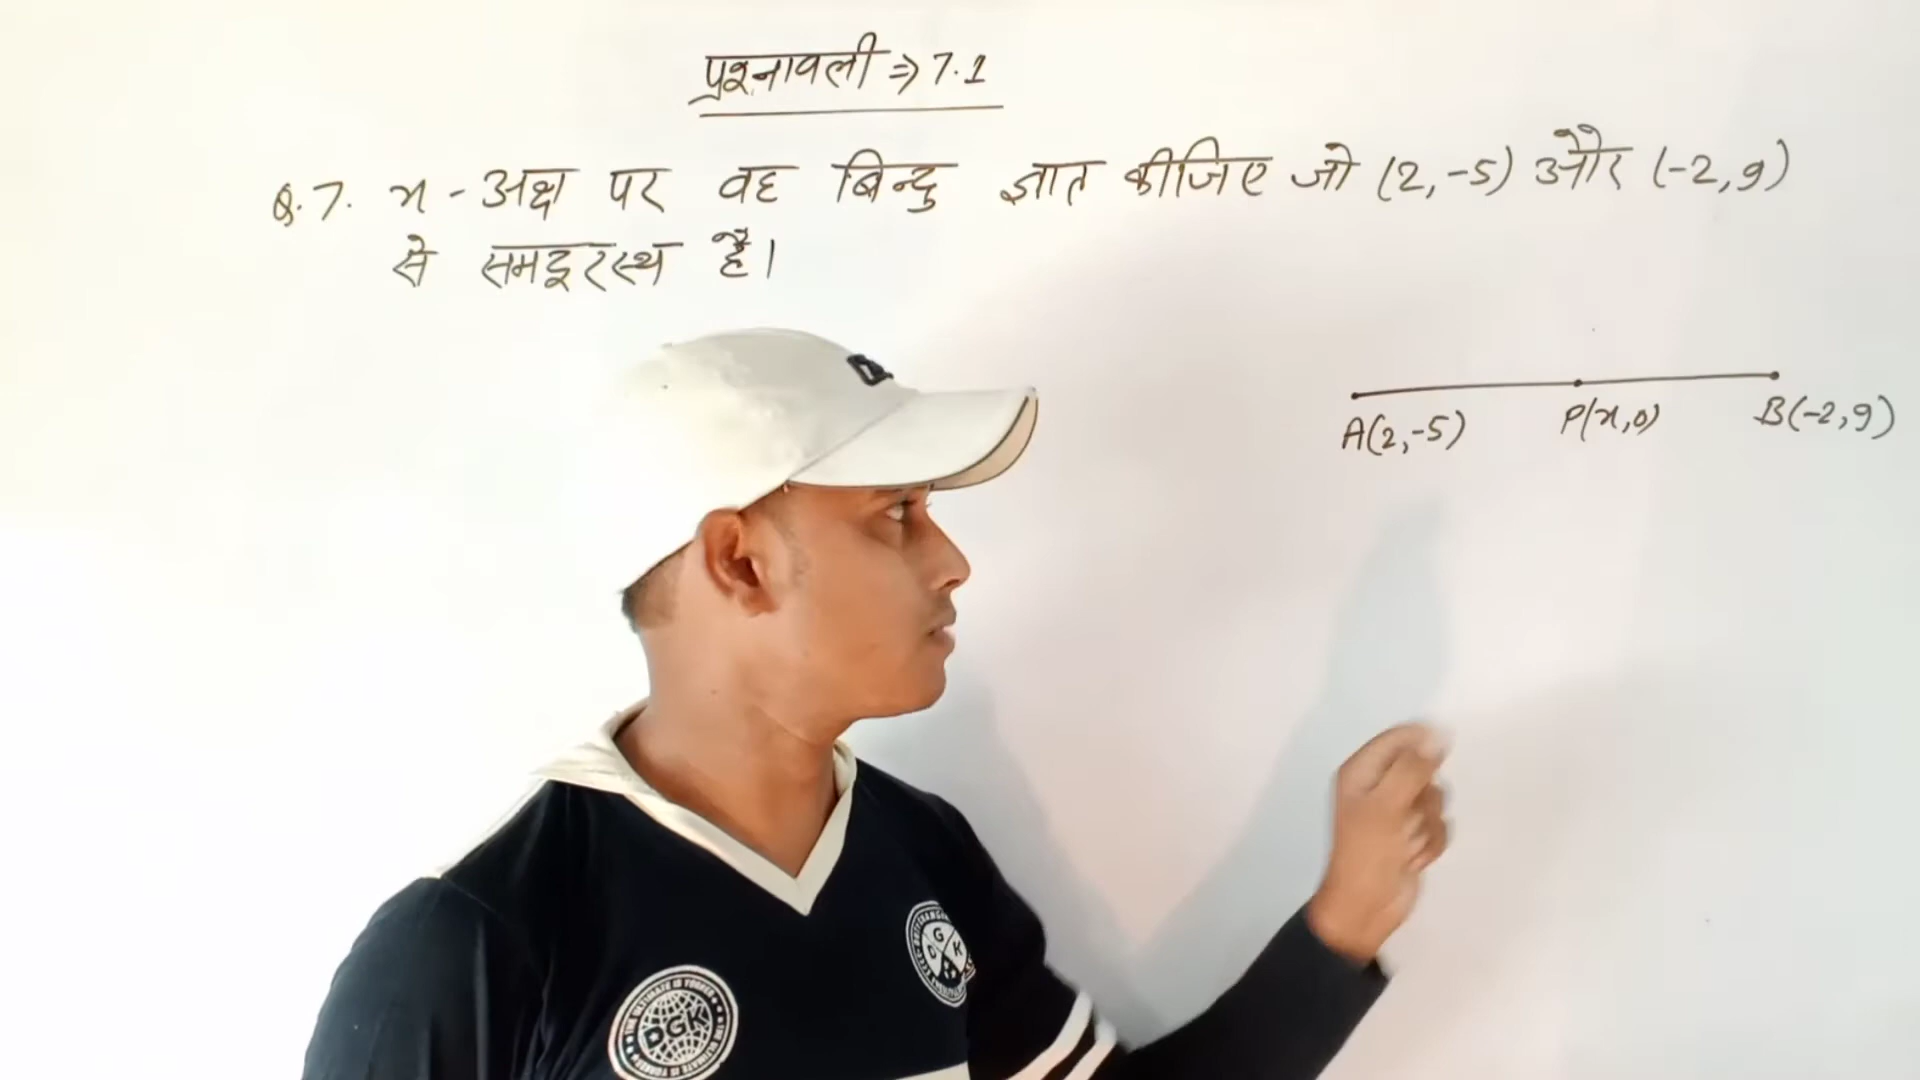 प्रश्नावली ⇒ 7.1
Q.7. x - अक्ष पर वह बिन्दु ज्ञात कीजिए जो (2,-5) और (-2,9)
से समदूरस्थ है।
A(2,-5) P(x,0) B(-2,9)
G
D K
DGK